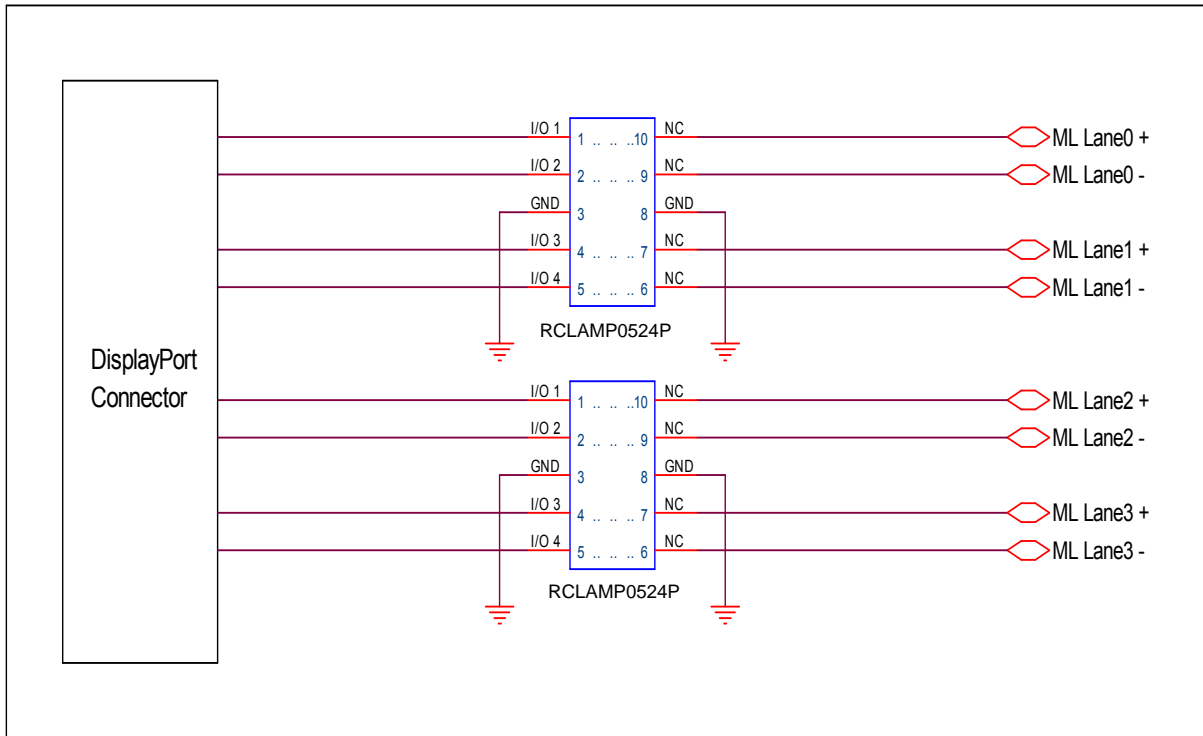 I/O 1 1 .. .. ..10 NC ML Lane0 +
I/O 2 2 .. .. .. 9 NC ML Lane0 -
GND 3 8 GND
I/O 3 4 .. .. .. 7 NC ML Lane1 +
I/O 4 5 .. .. .. 6 NC ML Lane1 -
RCLAMP0524P
DisplayPort
Connector
I/O 1 1 .. .. ..10 NC ML Lane2 +
I/O 2 2 .. .. .. 9 NC ML Lane2 -
GND 3 8 GND
I/O 3 4 .. .. .. 7 NC ML Lane3 +
I/O 4 5 .. .. .. 6 NC ML Lane3 -
RCLAMP0524P